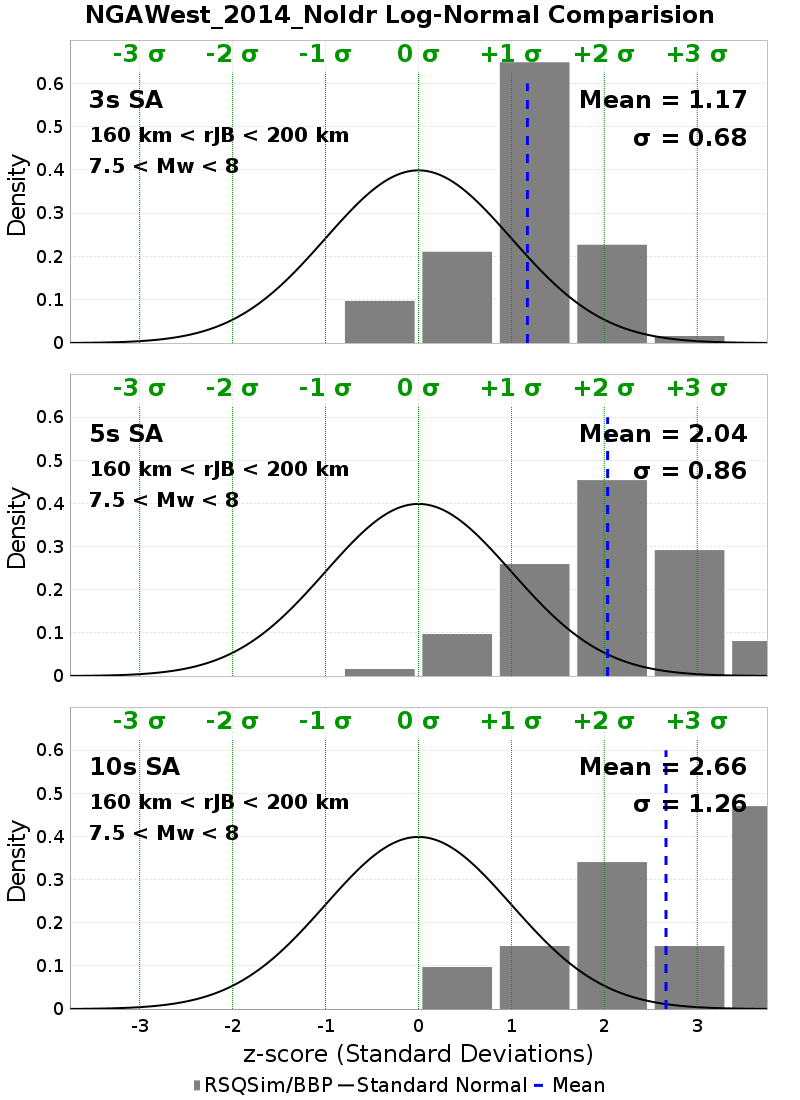 NGAWest_2014_NoIdr Log-Normal Comparision
-3 σ -2 σ -1 σ 0 σ +1 σ +2 σ +3 σ
0.6
3s SA Mean = 1.17
0.5
160 km < rJB < 200 km σ = 0.68
7.5 < Mw < 8
0.4
0.3
0.2
0.1
0
Density
-3 σ -2 σ -1 σ 0 σ +1 σ +2 σ +3 σ
0.6
5s SA Mean = 2.04
0.5
160 km < rJB < 200 km σ = 0.86
7.5 < Mw < 8
0.4
0.3
0.2
0.1
0
Density
-3 σ -2 σ -1 σ 0 σ +1 σ +2 σ +3 σ
0.6
10s SA Mean = 2.66
0.5
160 km < rJB < 200 km σ = 1.26
7.5 < Mw < 8
0.4
0.3
0.2
0.1
0
Density
-3 -2 -1 0 1 2 3
z-score (Standard Deviations)
RSQSim/BBP Standard Normal Mean